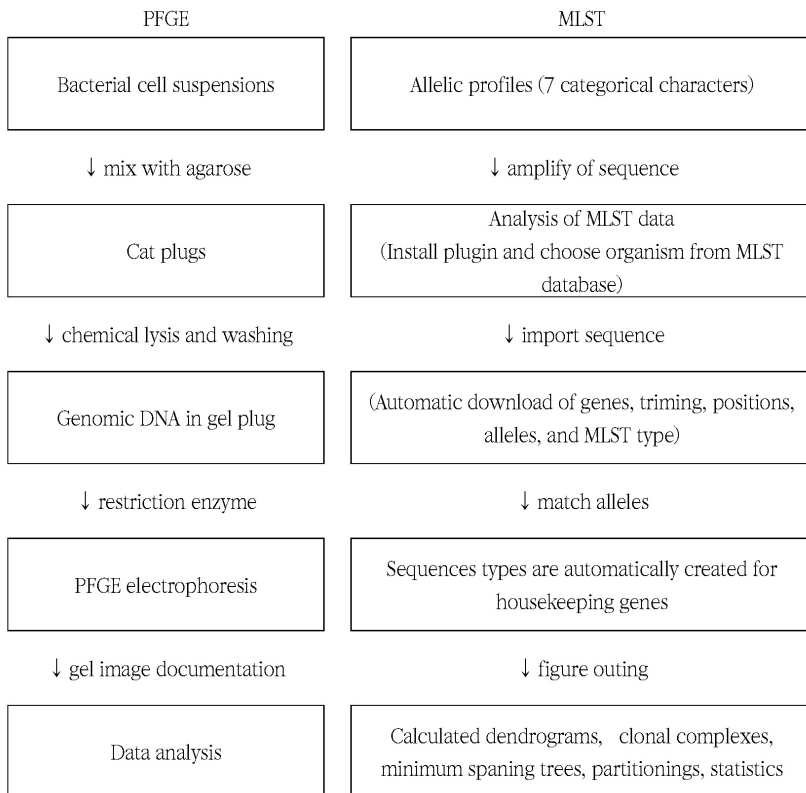 PFGE
Bacterial cell suspensions
↓ mix with agarose
Cat plugs
↓ chemical lysis and washing
Genomic DNA in gel plug
↓ restriction enzyme
PFGE electrophoresis
↓ gel image documentation
Data analysis
MLST
Allelic profiles (7 categorical characters)
↓ amplify of sequence
Analysis of MLST data
(Install plugin and choose organism from MLST
database)
↓ import sequence
(Automatic download of genes, triming, positions,
alleles, and MLST type)
↓ match alleles
Sequences types are automatically created for
housekeeping genes
↓ figure outing
Calculated dendrograms, clonal complexes,
minimum spaning trees, partitionings, statistics